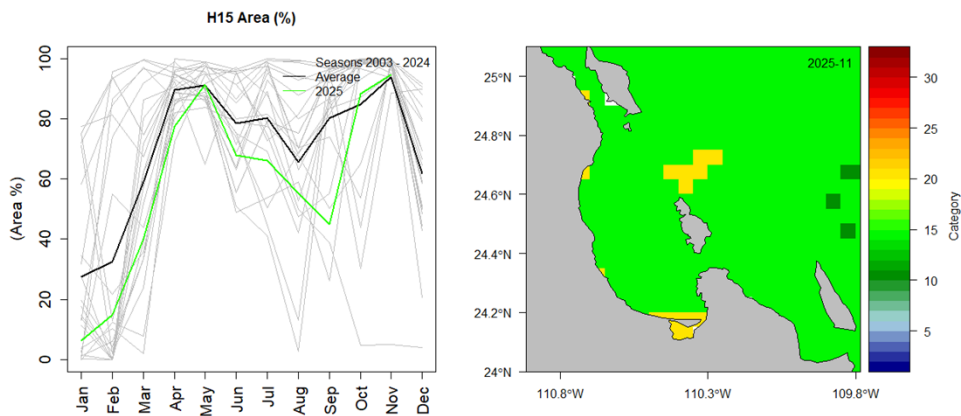 H15 Area (%)
(Area %)
100
80
60
40
20
0
Seasons 2003 - 2024
Average
2025
Jan
Feb
Mar
Apr
May
Jun
Jul
Aug
Sep
Oct
Nov
Dec
2025-11
25°N
24.8°N
24.6°N
24.4°N
24.2°N
24°N
110.8°W
110.3°W
109.8°W
30
25
20
15
10
5
Category